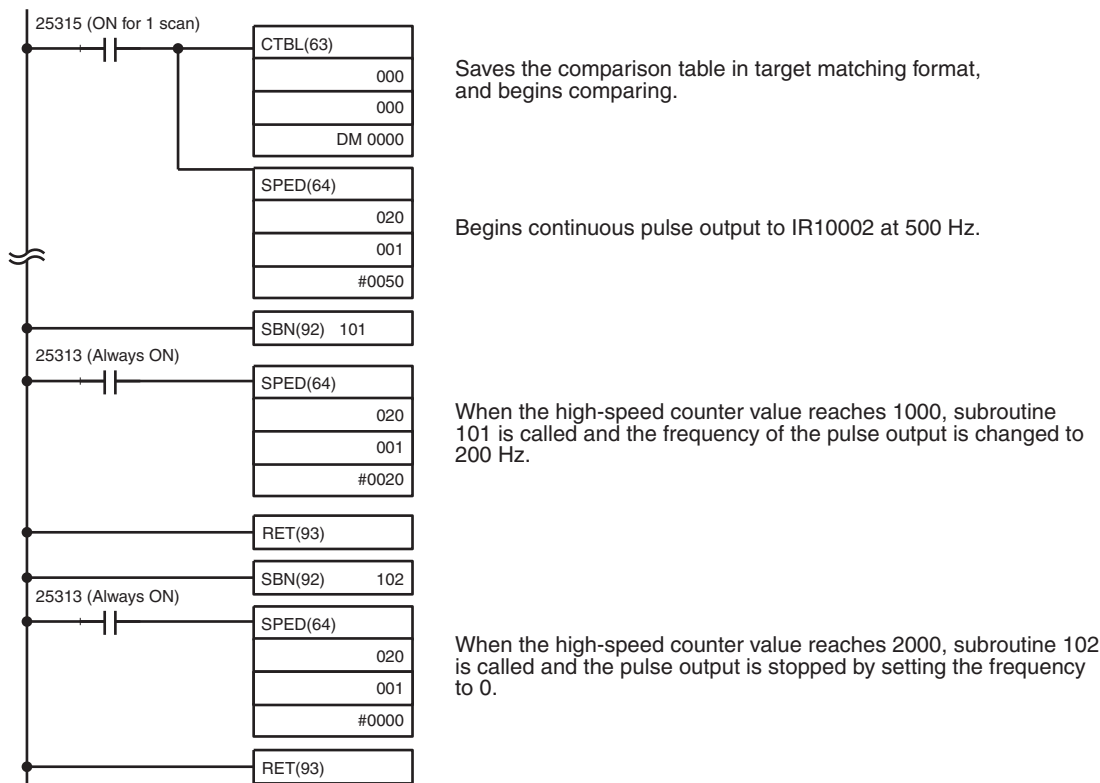 25315 (ON for 1 scan)
CTBL(63)
000
000
DM 0000
Saves the comparison table in target matching format,
and begins comparing.
SPED(64)
020
001
#0050
Begins continuous pulse output to IR10002 at 500 Hz.
SBN(92) 101
25313 (Always ON)
SPED(64)
020
001
#0020
When the high-speed counter value reaches 1000, subroutine
101 is called and the frequency of the pulse output is changed to
200 Hz.
RET(93)
SBN(92) 102
25313 (Always ON)
SPED(64)
020
001
#0000
When the high-speed counter value reaches 2000, subroutine 102
is called and the pulse output is stopped by setting the frequency
to 0.
RET(93)